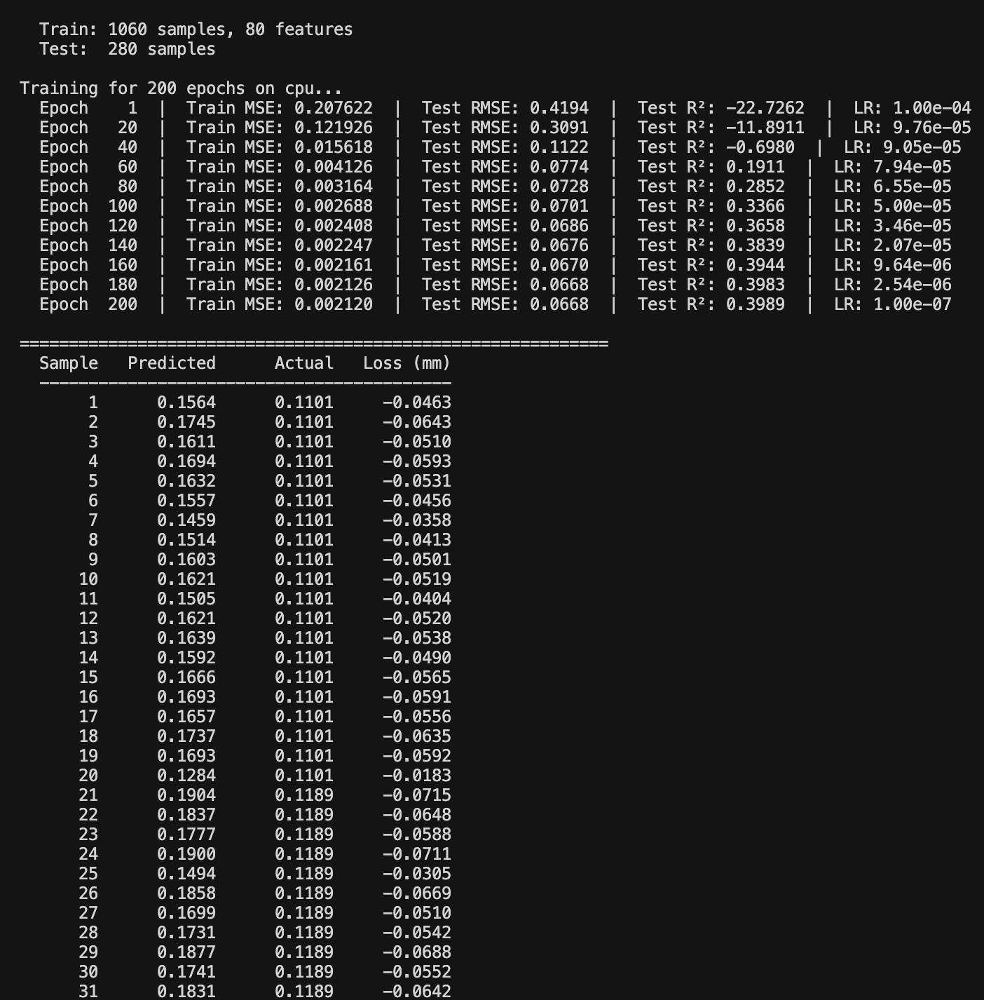 Train: 1060 samples, 80 features
Test:  280 samples
Training for 200 epochs on cpu...
Epoch    1  |  Train MSE: 0.207622  |  Test RMSE: 0.4194  |  Test R²: -22.7262  |  LR: 1.00e-04
Epoch   20  |  Train MSE: 0.121926  |  Test RMSE: 0.3091  |  Test R²: -11.8911  |  LR: 9.76e-05
Epoch   40  |  Train MSE: 0.015618  |  Test RMSE: 0.1122  |  Test R²: -0.6980  |  LR: 9.05e-05
Epoch   60  |  Train MSE: 0.004126  |  Test RMSE: 0.0774  |  Test R²: 0.1911  |  LR: 7.94e-05
Epoch   80  |  Train MSE: 0.003164  |  Test RMSE: 0.0728  |  Test R²: 0.2852  |  LR: 6.55e-05
Epoch  100  |  Train MSE: 0.002688  |  Test RMSE: 0.0701  |  Test R²: 0.3366  |  LR: 5.00e-05
Epoch  120  |  Train MSE: 0.002408  |  Test RMSE: 0.0686  |  Test R²: 0.3658  |  LR: 3.46e-05
Epoch  140  |  Train MSE: 0.002247  |  Test RMSE: 0.0676  |  Test R²: 0.3839  |  LR: 2.07e-05
Epoch  160  |  Train MSE: 0.002161  |  Test RMSE: 0.0670  |  Test R²: 0.3944  |  LR: 9.64e-06
Epoch  180  |  Train MSE: 0.002126  |  Test RMSE: 0.0668  |  Test R²: 0.3983  |  LR: 2.54e-06
Epoch  200  |  Train MSE: 0.002120  |  Test RMSE: 0.0668  |  Test R²: 0.3989  |  LR: 1.00e-07
============================================================
Sample   Predicted      Actual   Loss (mm)
------------------------------------------
1      0.1564      0.1101     -0.0463
2      0.1745      0.1101     -0.0643
3      0.1611      0.1101     -0.0510
4      0.1694      0.1101     -0.0593
5      0.1632      0.1101     -0.0531
6      0.1557      0.1101     -0.0456
7      0.1459      0.1101     -0.0358
8      0.1514      0.1101     -0.0413
9      0.1603      0.1101     -0.0501
10      0.1621      0.1101     -0.0519
11      0.1505      0.1101     -0.0404
12      0.1621      0.1101     -0.0520
13      0.1639      0.1101     -0.0538
14      0.1592      0.1101     -0.0490
15      0.1666      0.1101     -0.0565
16      0.1693      0.1101     -0.0591
17      0.1657      0.1101     -0.0556
18      0.1737      0.1101     -0.0635
19      0.1693      0.1101     -0.0592
20      0.1284      0.1101     -0.0183
21      0.1904      0.1189     -0.0715
22      0.1837      0.1189     -0.0648
23      0.1777      0.1189     -0.0588
24      0.1900      0.1189     -0.0711
25      0.1494      0.1189     -0.0305
26      0.1858      0.1189     -0.0669
27      0.1699      0.1189     -0.0510
28      0.1731      0.1189     -0.0542
29      0.1877      0.1189     -0.0688
30      0.1741      0.1189     -0.0552
31      0.1831      0.1189     -0.0642